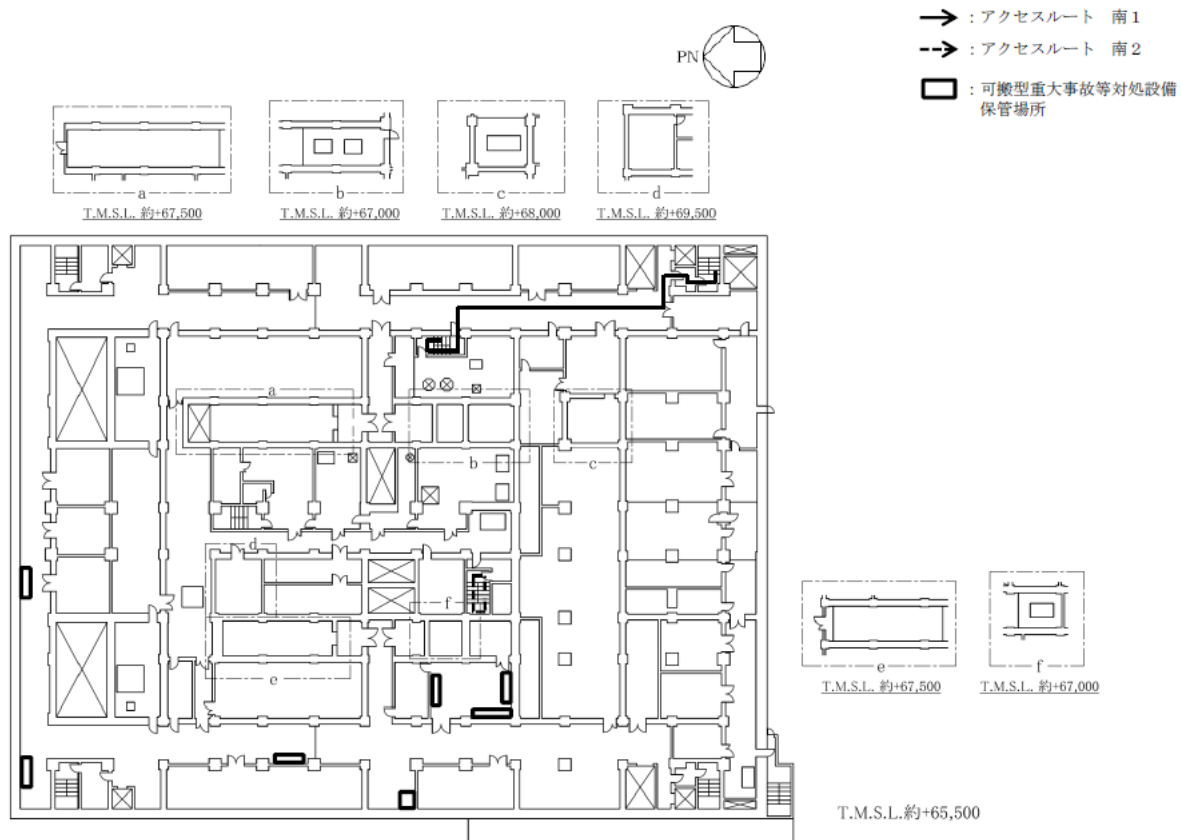 : アクセスルート　南１
: アクセスルート　南２
: 可搬型重大事故等対処設備
保管場所
PN
a
T.M.S.L. 約+67,500
b
T.M.S.L. 約+67,000
c
T.M.S.L. 約+68,000
d
T.M.S.L. 約+69,500
a
b
c
d
f
e
e
T.M.S.L. 約+67,500
f
T.M.S.L. 約+67,000
T.M.S.L.約+65,500